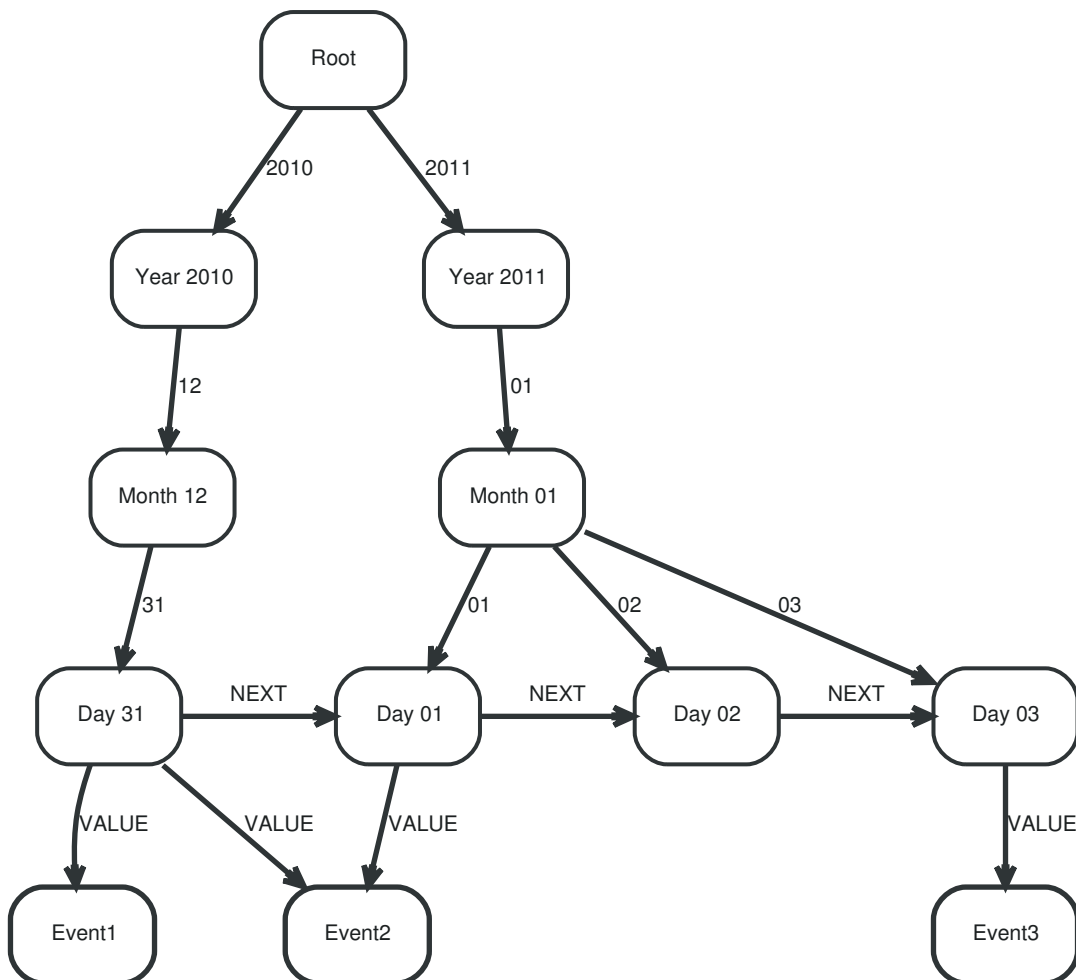 Root
2010
2011
Year 2010
Year 2011
12
01
Month 12
Month 01
31
01
02
03
Day 31
NEXT
Day 01
NEXT
Day 02
NEXT
Day 03
VALUE
VALUE
VALUE
VALUE
Event1
Event2
Event3